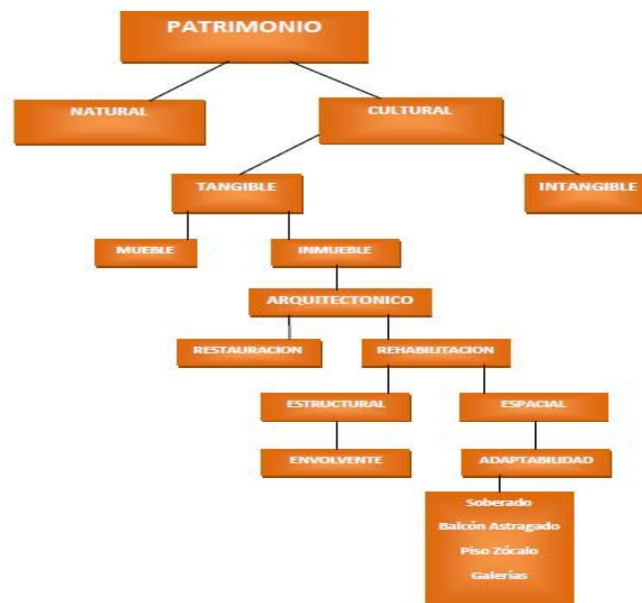 PATRIMONIO
NATURAL
CULTURAL
TANGIBLE
INTANGIBLE
MUEBLE
INMUEBLE
ARQUITECTONICO
RESTAURACION
REHABILITACION
ESTRUCTURAL
ESPACIAL
ENVOLVENTE
ADAPTABILIDAD
Soberado
Balcón Astragado
Piso Zócalo
Galerías